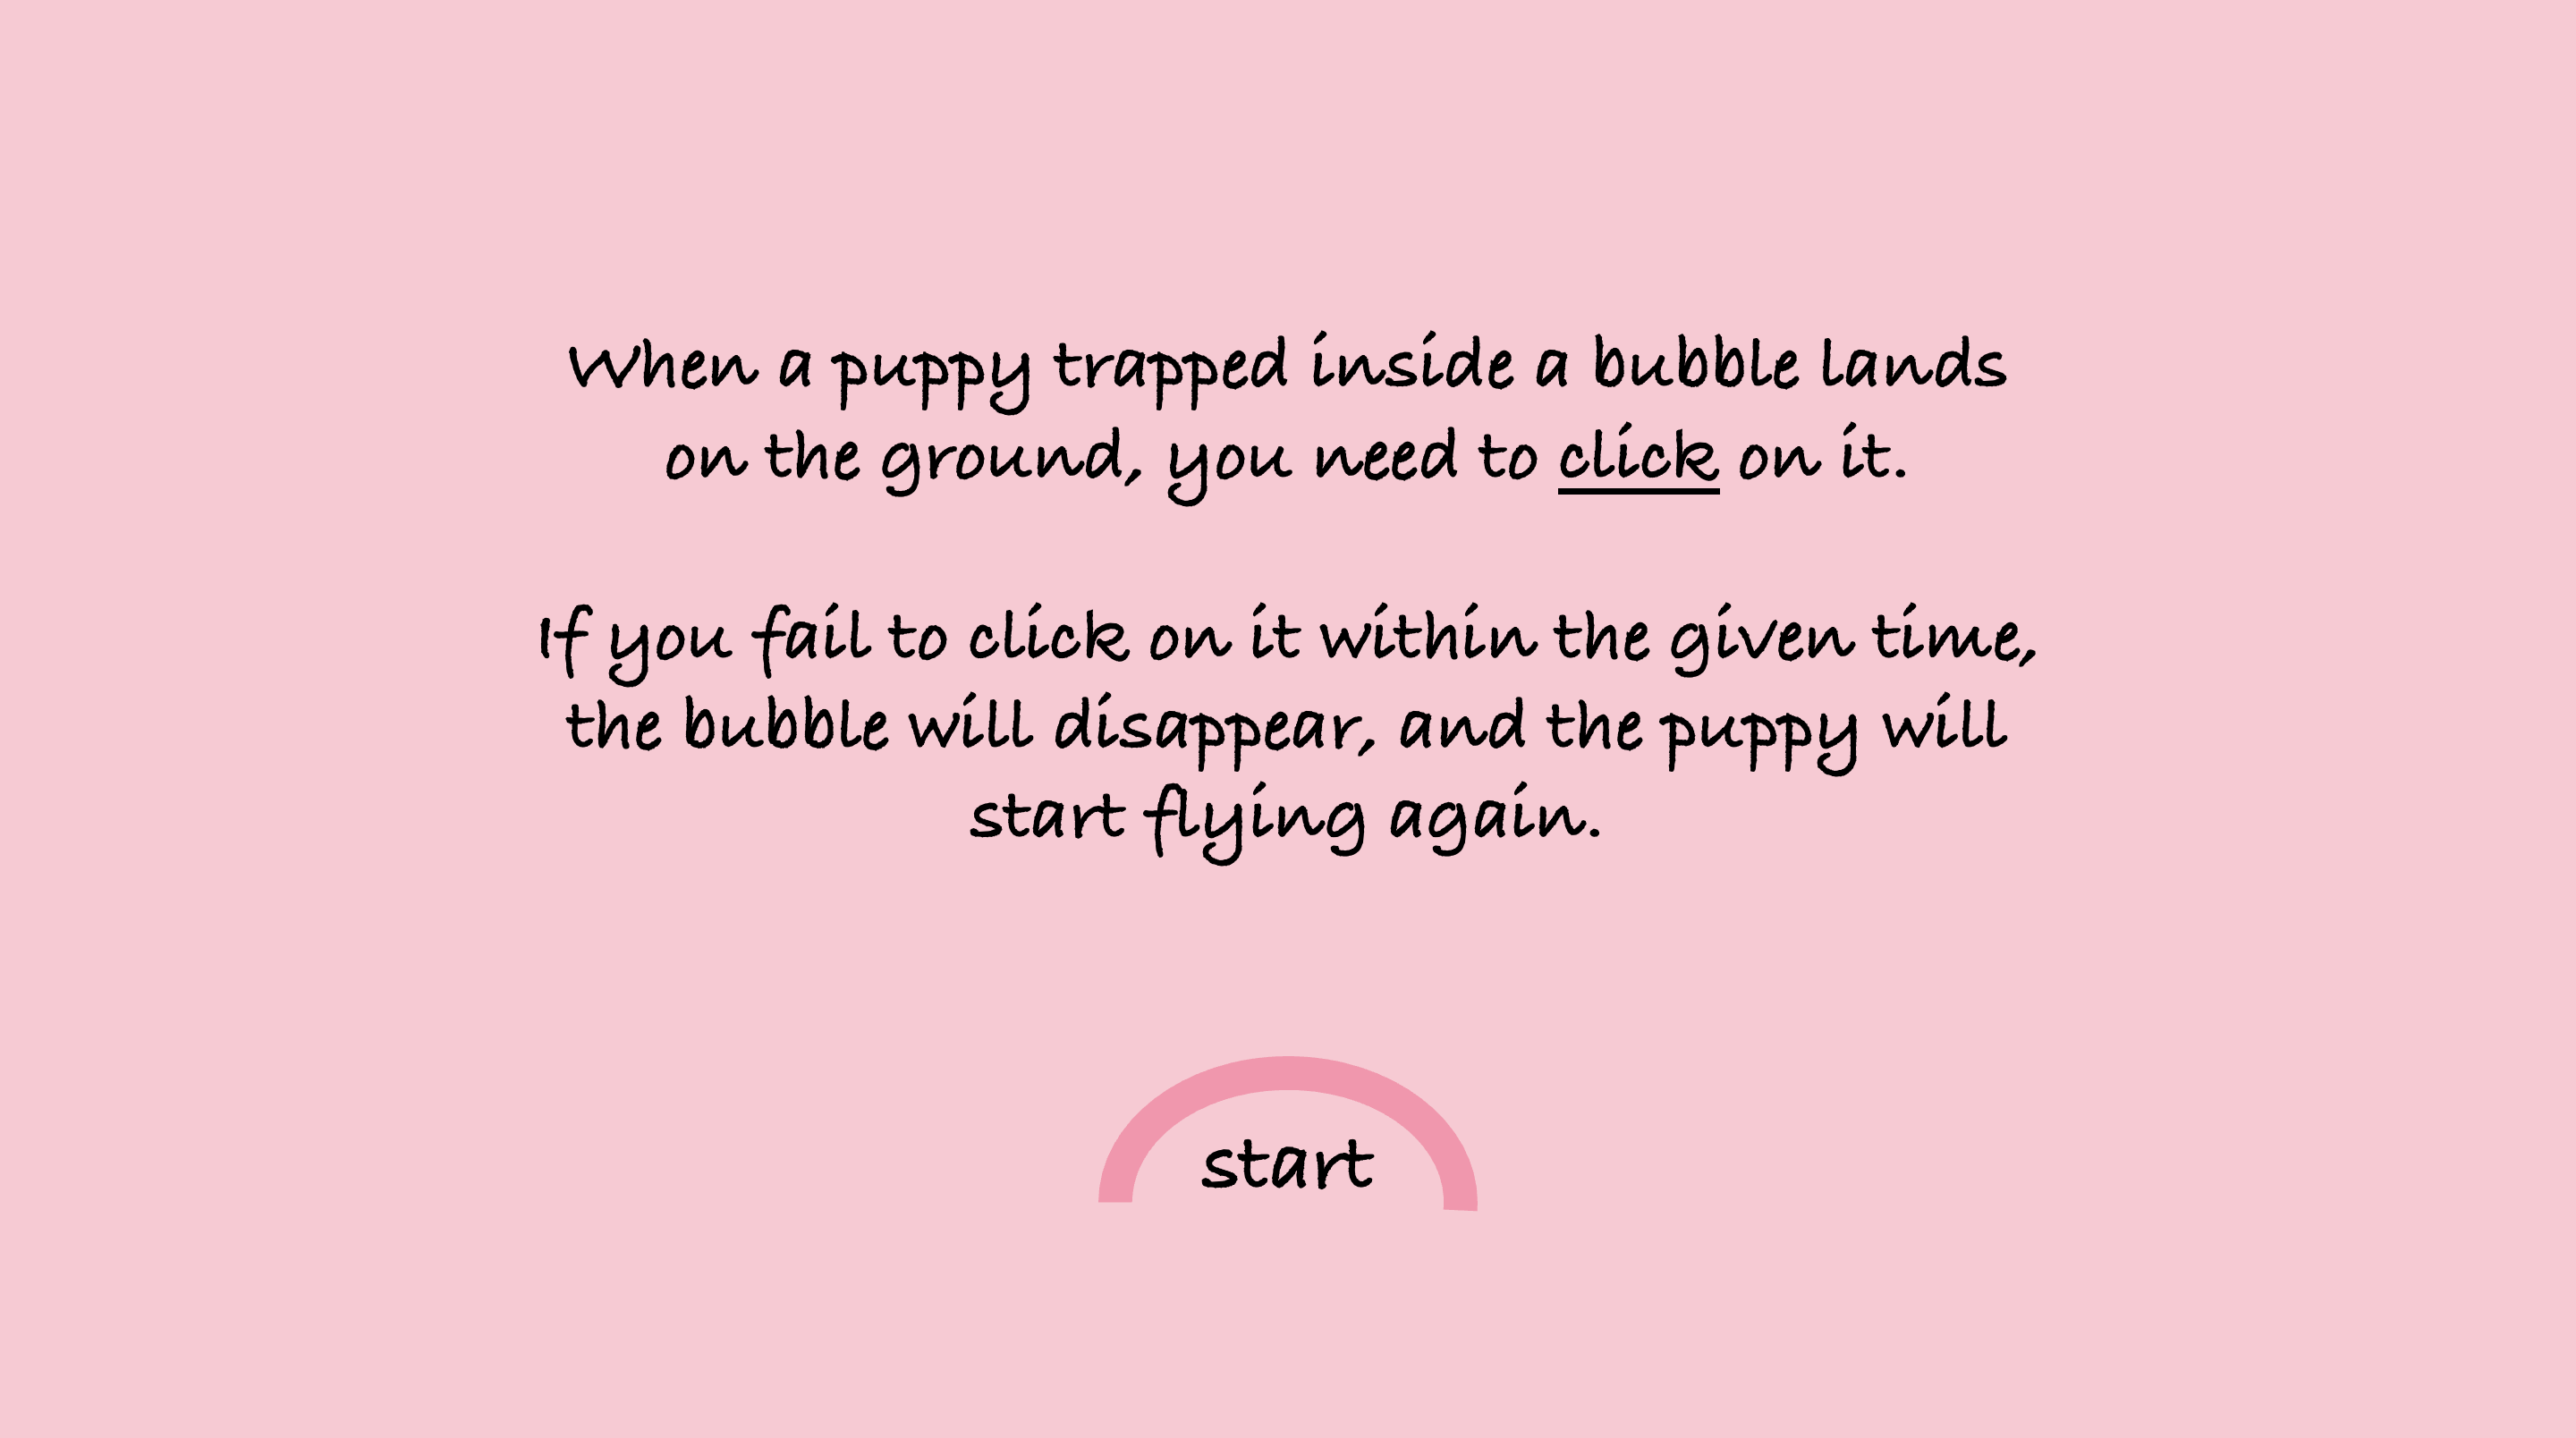 When a puppy trapped inside a bubble lands
on the ground, you need to click on it.
If you fail to click on it within the given time,
the bubble will disappear, and the puppy will
start flying again.
start